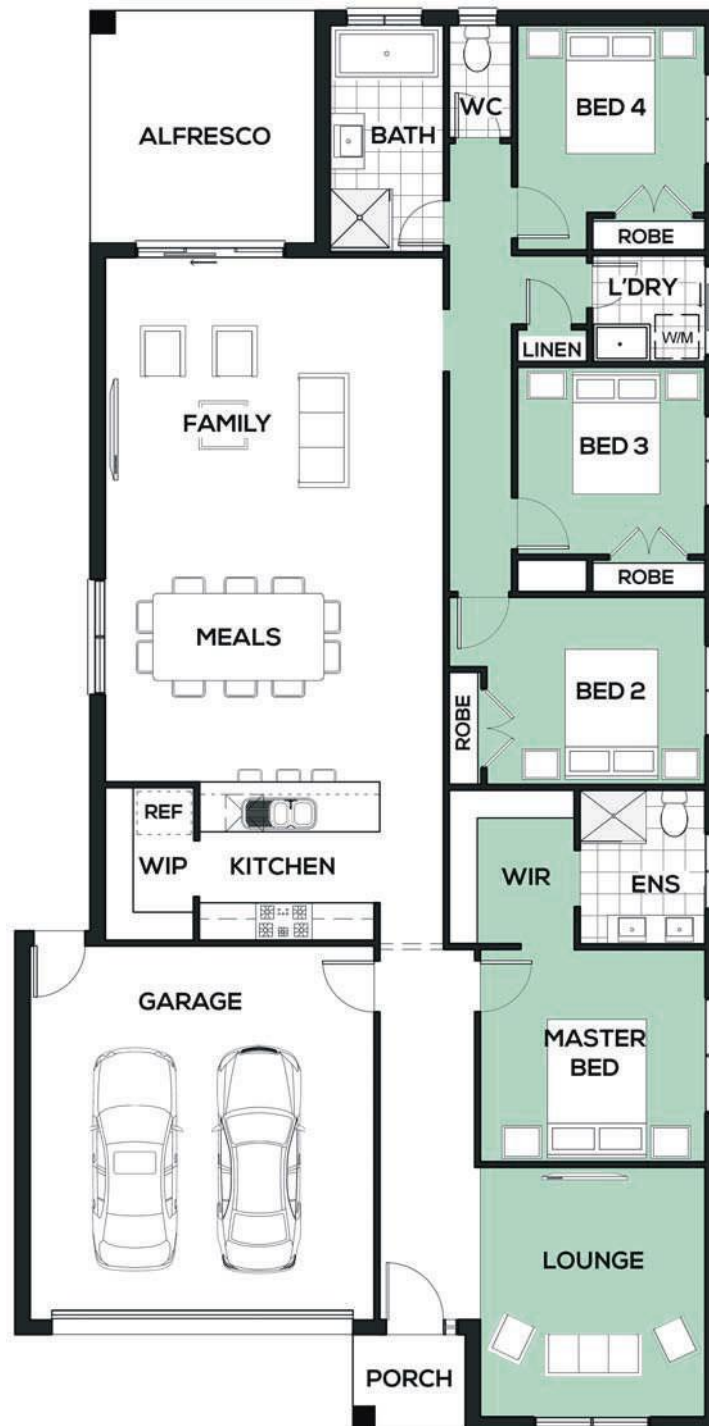 ALFRESCO
BATH
WC
BED 4
ROBE
L'DRY
W/M
LINEN
FAMILY
BED 3
ROBE
MEALS
BED 2
ROBE
REF
WIP
KITCHEN
WIR
ENS
GARAGE
MASTER
BED
LOUNGE
PORCH